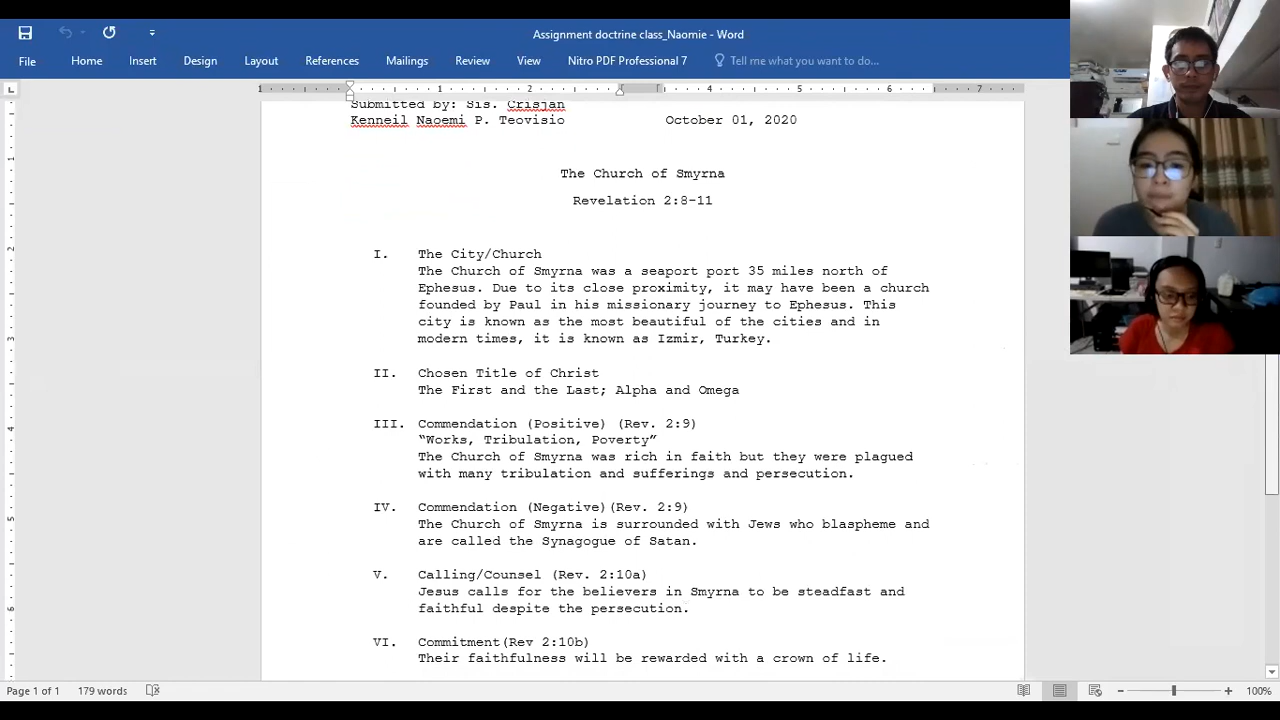 Assignment doctrine class_Naomie - Word
File Home Insert Design Layout References Mailings Review View Nitro PDF Professional 7 Tell me what you want to do...
1 1 2 3 4 5 6 7
Submitted by: Sis. Crisjan
Kenneil Naoemi P. Teovisio October 01, 2020
The Church of Smyrna
Revelation 2:8-11
I. The City/Church
The Church of Smyrna was a seaport port 35 miles north of
Ephesus. Due to its close proximity, it may have been a church
founded by Paul in his missionary journey to Ephesus. This
city is known as the most beautiful of the cities and in
modern times, it is known as Izmir, Turkey.
II. Chosen Title of Christ
The First and the Last; Alpha and Omega
III. Commendation (Positive) (Rev. 2:9)
“Works, Tribulation, Poverty”
The Church of Smyrna was rich in faith but they were plagued
with many tribulation and sufferings and persecution.
IV. Commendation (Negative)(Rev. 2:9)
The Church of Smyrna is surrounded with Jews who blaspheme and
are called the Synagogue of Satan.
V. Calling/Counsel (Rev. 2:10a)
Jesus calls for the believers in Smyrna to be steadfast and
faithful despite the persecution.
VI. Commitment(Rev 2:10b)
Their faithfulness will be rewarded with a crown of life.
Page 1 of 1 179 words 100%